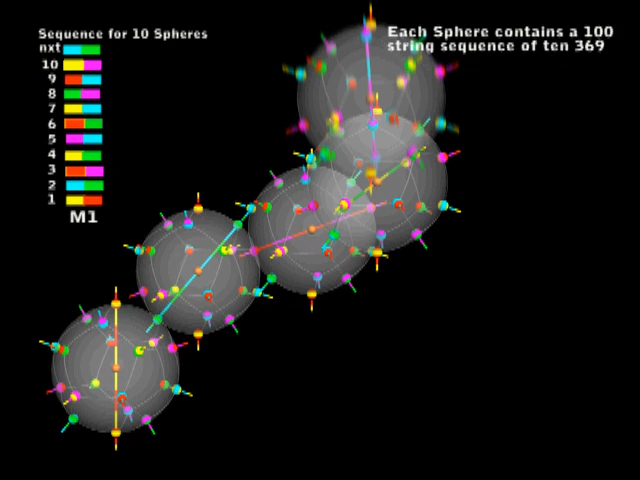 Sequence for 10 Spheres
nxt
10
9
8
7
6
5
4
3
2
1
M1
Each Sphere contains a 100
string sequence of ten 369